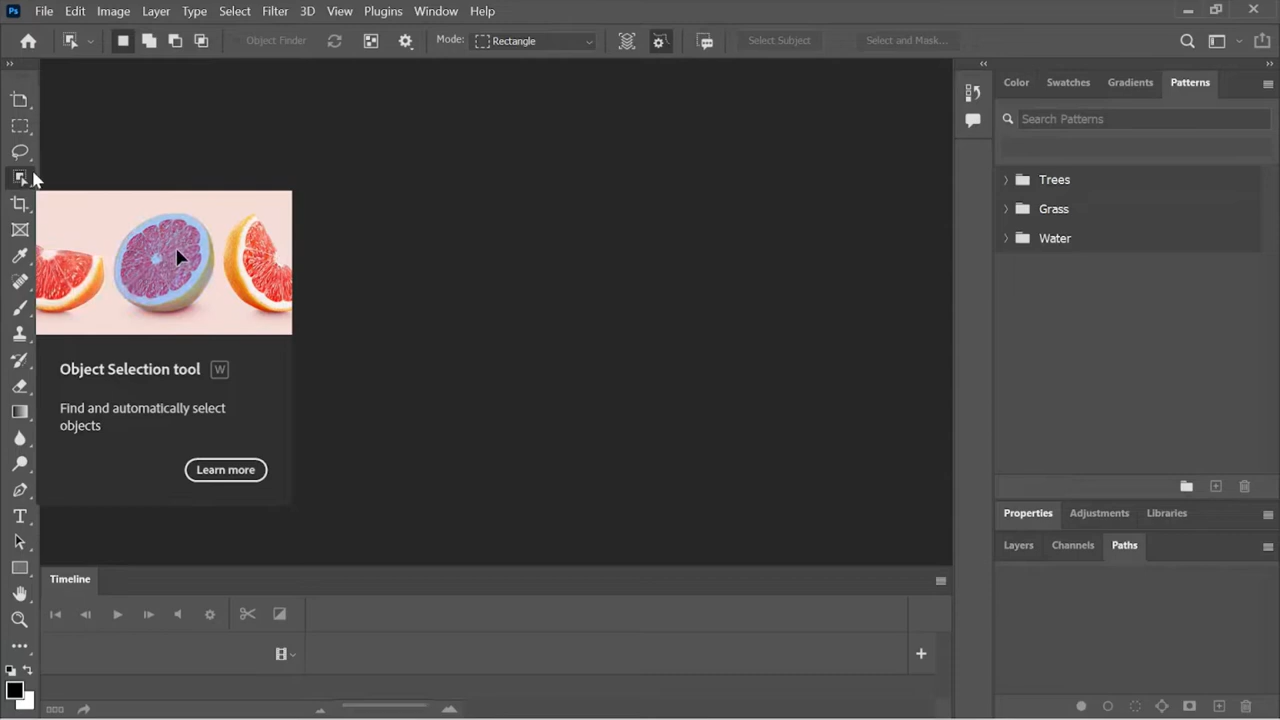 Ps File Edit Image Layer Type Select Filter 3D View Plugins Window Help
Object Finder Mode: Rectangle Select Subject Select and Mask...
Color Swatches Gradients Patterns
Search Patterns
Trees
Grass
Water
Object Selection tool W
Find and automatically select
objects
Learn more
T
Properties Adjustments Libraries
Layers Channels Paths
Timeline